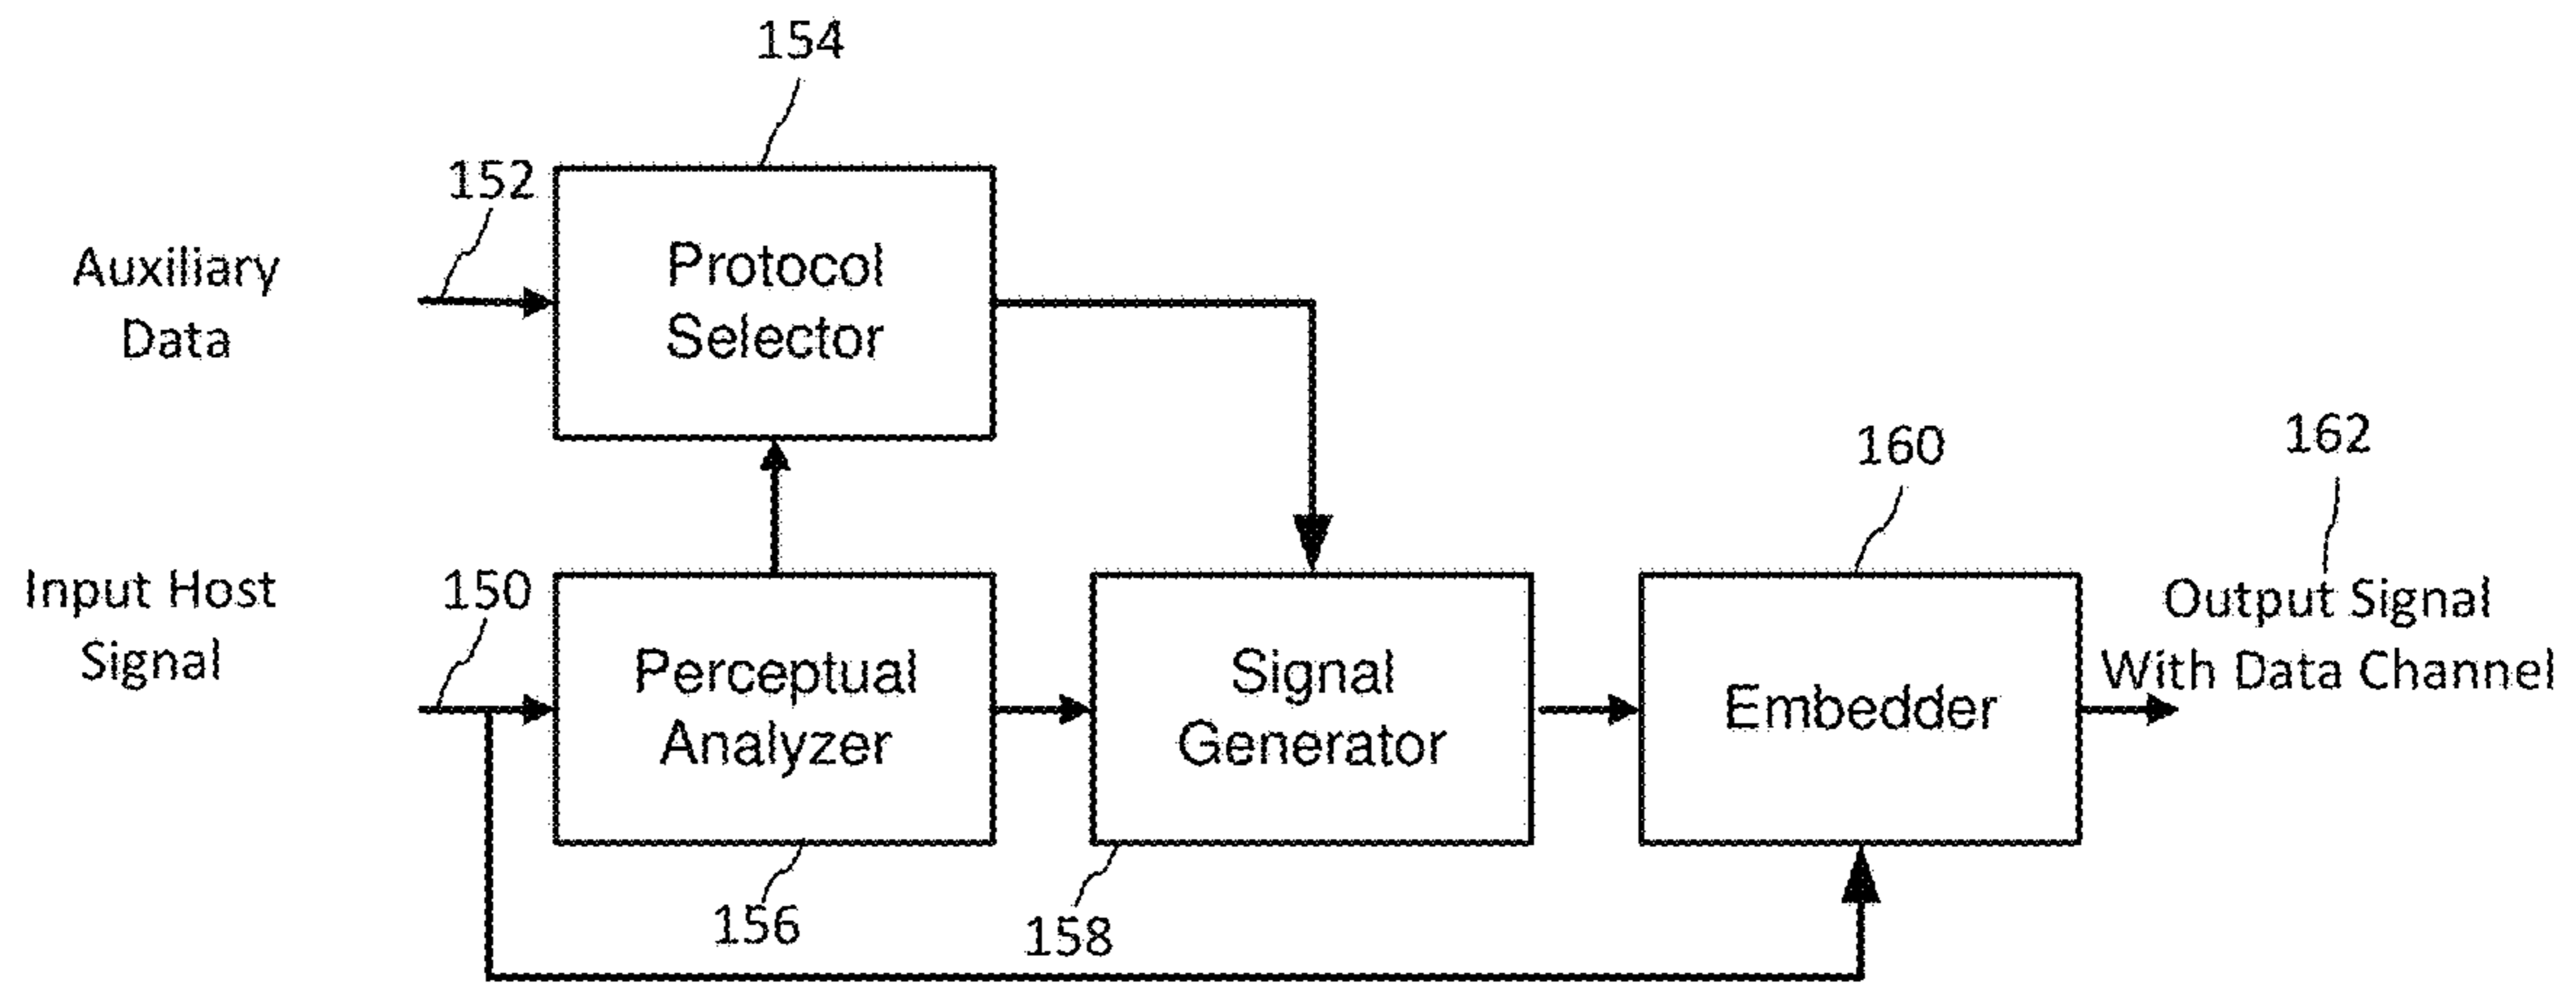 154
152
Auxiliary
Data
Protocol
Selector
160
162
Input Host
Signal
150
Perceptual
Analyzer
Signal
Generator
Embedder
Output Signal
With Data Channel
156
158